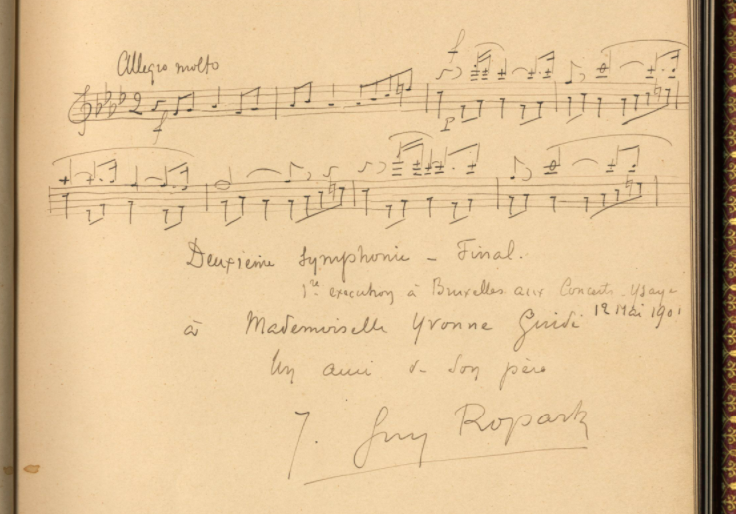 Allegro molto
f
f
P
Deuxième Symphonie - Final.
1re execution à Bruxelles aux Concerts-Ysaye
12 Mai 1901
à Mademoiselle Yvonne Guidé
Un ami de son père
J. Guy Ropartz